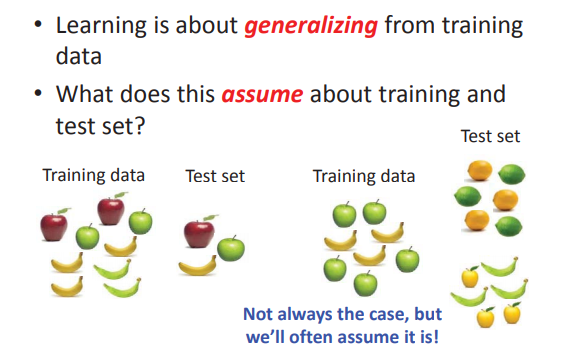 • Learning is about generalizing from training
data
• What does this assume about training and
test set?
Training data
Test set
Training data
Test set
Not always the case, but
we’ll often assume it is!